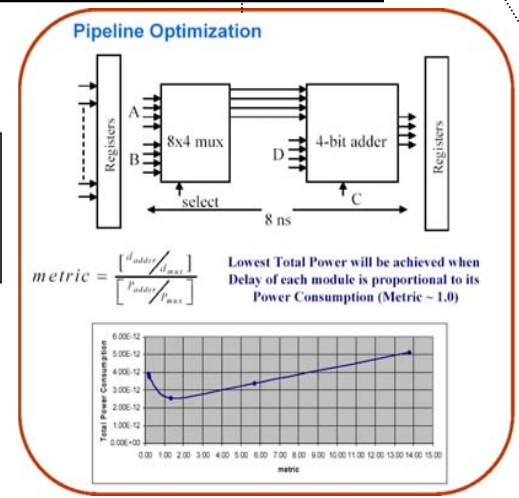 Pipeline Optimization
Registers
A
B
8x4 mux
select
D
4-bit adder
C
Registers
8 ns
metric = [d adder / d mux] / [P adder / P mux]
Lowest Total Power will be achieved when
Delay of each module is proportional to its
Power Consumption (Metric ~ 1.0)
Total Power Consumption
6.00E-12
5.00E-12
4.00E-12
3.00E-12
2.00E-12
1.00E-12
0.00E+00
0.00 1.00 2.00 3.00 4.00 5.00 6.00 7.00 8.00 9.00 10.00 11.00 12.00 13.00 14.00 15.00
metric